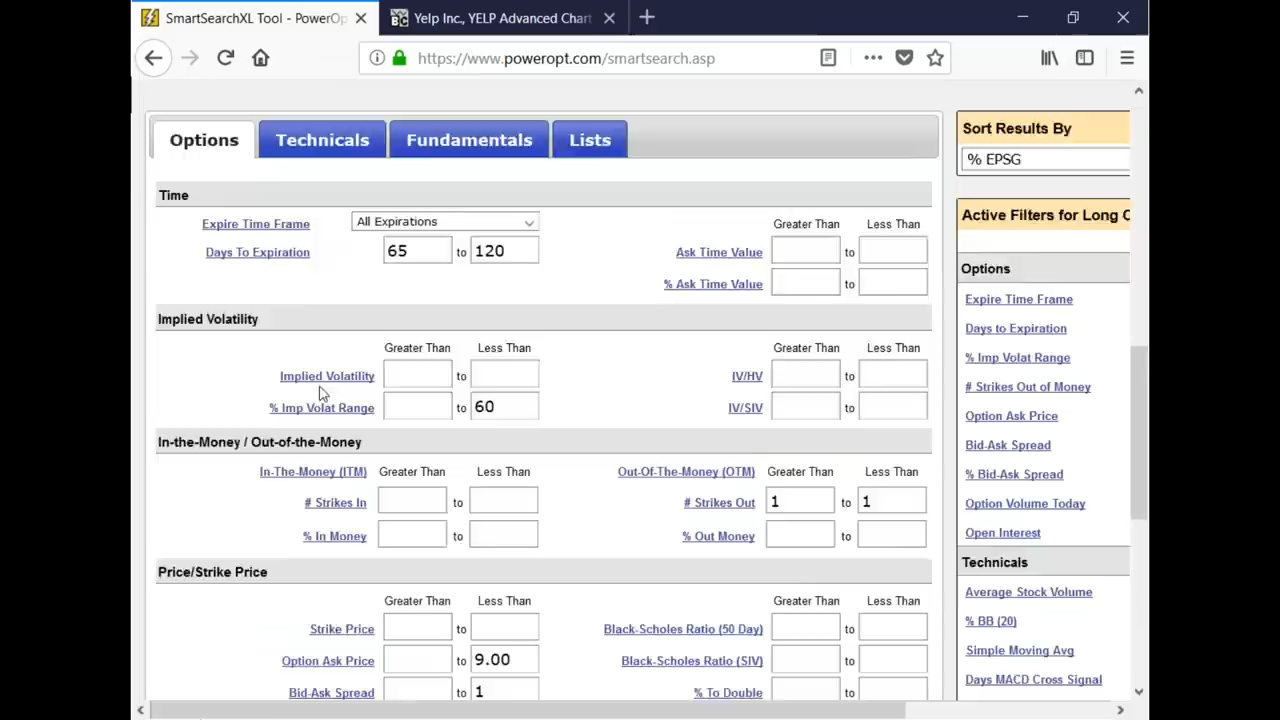 SmartSearchXL Tool - PowerOp
Yelp Inc., YELP Advanced Chart
https://www.poweropt.com/smartsearch.asp
Options Technicals Fundamentals Lists
Sort Results By
% EPSG
Time
Expire Time Frame All Expirations Greater Than Less Than
Days To Expiration 65 to 120 Ask Time Value to
% Ask Time Value to
Implied Volatility
Greater Than Less Than Greater Than Less Than
Implied Volatility to IV/HV to
% Imp Volat Range to 60 IV/SIV to
In-the-Money / Out-of-the-Money
In-The-Money (ITM) Greater Than Less Than Out-Of-The-Money (OTM) Greater Than Less Than
# Strikes In to # Strikes Out 1 to 1
% In Money to % Out Money to
Price/Strike Price
Greater Than Less Than Greater Than Less Than
Strike Price to Black-Scholes Ratio (50 Day) to
Option Ask Price to 9.00 Black-Scholes Ratio (SIV) to
Bid-Ask Spread to 1 % To Double to
Active Filters for Long C
Options
Expire Time Frame
Days to Expiration
% Imp Volat Range
# Strikes Out of Money
Option Ask Price
Bid-Ask Spread
% Bid-Ask Spread
Option Volume Today
Open Interest
Technicals
Average Stock Volume
% BB (20)
Simple Moving Avg
Days MACD Cross Signal